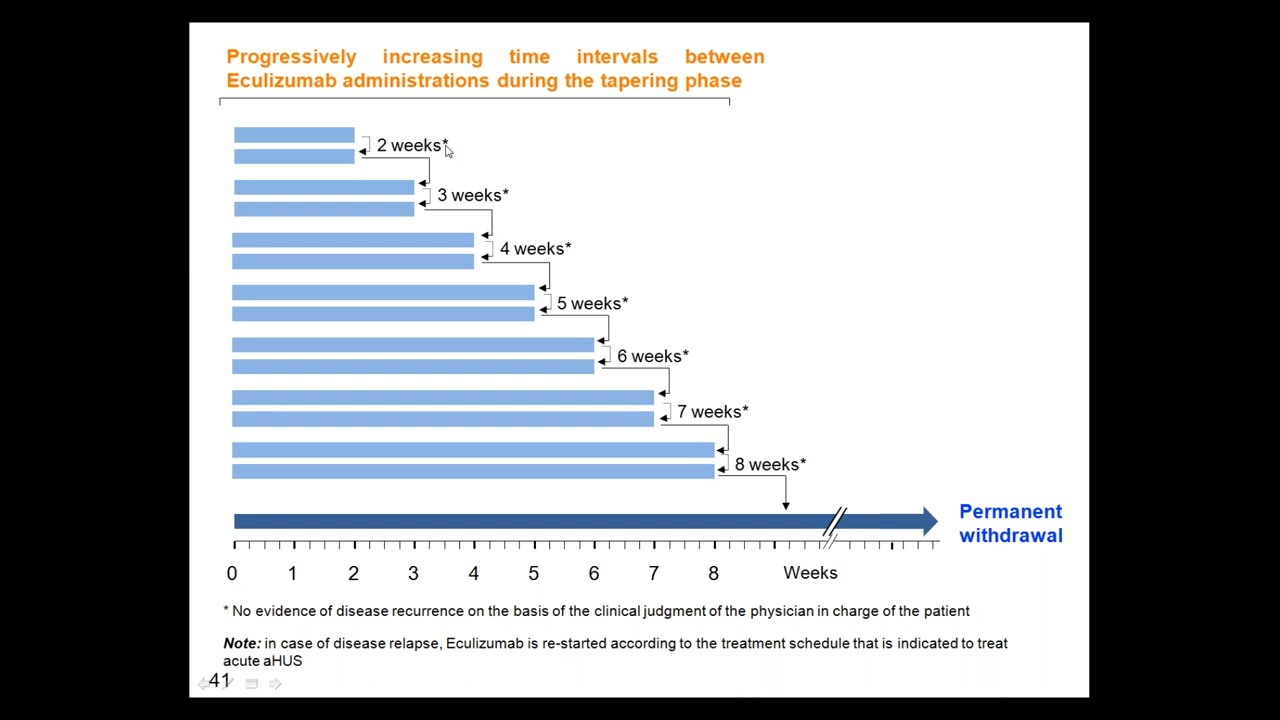 Progressively increasing time intervals between
Eculizumab administrations during the tapering phase
2 weeks*
3 weeks*
4 weeks*
5 weeks*
6 weeks*
7 weeks*
8 weeks*
Permanent
withdrawal
0 1 2 3 4 5 6 7 8 Weeks
* No evidence of disease recurrence on the basis of the clinical judgment of the physician in charge of the patient
Note: in case of disease relapse, Eculizumab is re-started according to the treatment schedule that is indicated to treat
acute aHUS
41